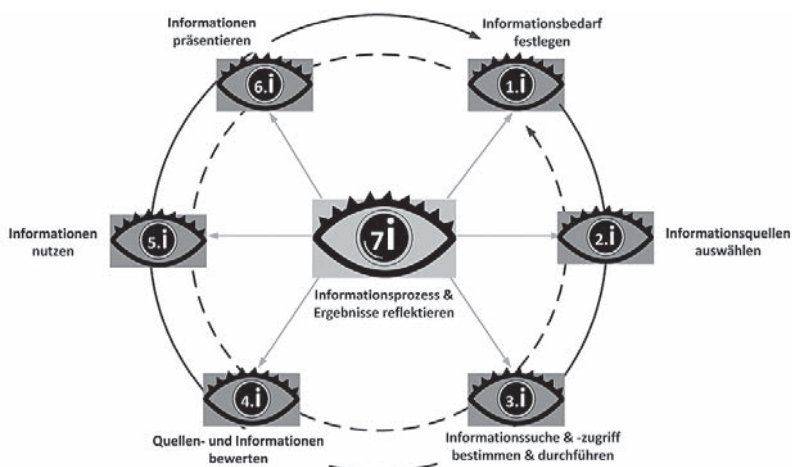 Informationen
präsentieren
6.i
Informationsbedarf
festlegen
1.i
Informationen
nutzen
5.i
7i
Informationsprozess &
Ergebnisse reflektieren
2.i
Informationsquellen
auswählen
4.i
Quellen- und Informationen
bewerten
3.i
Informationssuche & -zugriff
bestimmen & durchführen